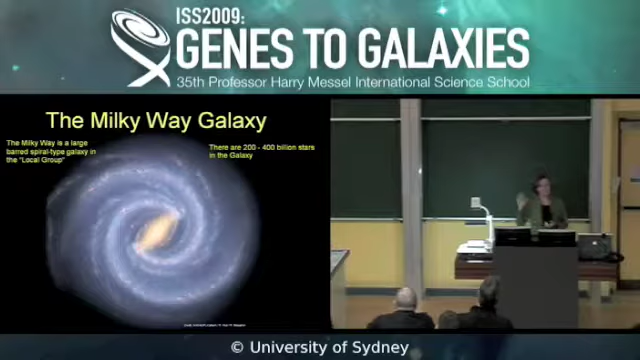 ISS2009:
GENES TO GALAXIES
35th Professor Harry Messel International Science School
The Milky Way Galaxy
The Milky Way is a large
barred spiral-type galaxy in
the "Local Group"
There are 200 - 400 billion stars
in the Galaxy
© University of Sydney